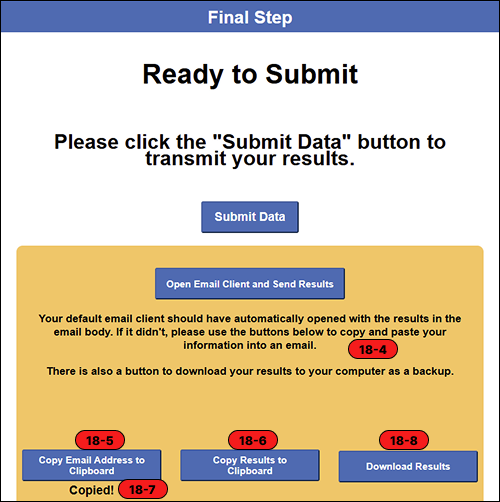 Final Step
Ready to Submit
Please click the "Submit Data" button to
transmit your results.
Submit Data
Open Email Client and Send Results
Your default email client should have automatically opened with the results in the
email body. If it didn't, please use the buttons below to copy and paste your
information into an email.
18-4
There is also a button to download your results to your computer as a backup.
18-5
18-6
18-8
Copy Email Address to
Clipboard
Copy Results to
Clipboard
Download Results
Copied!
18-7